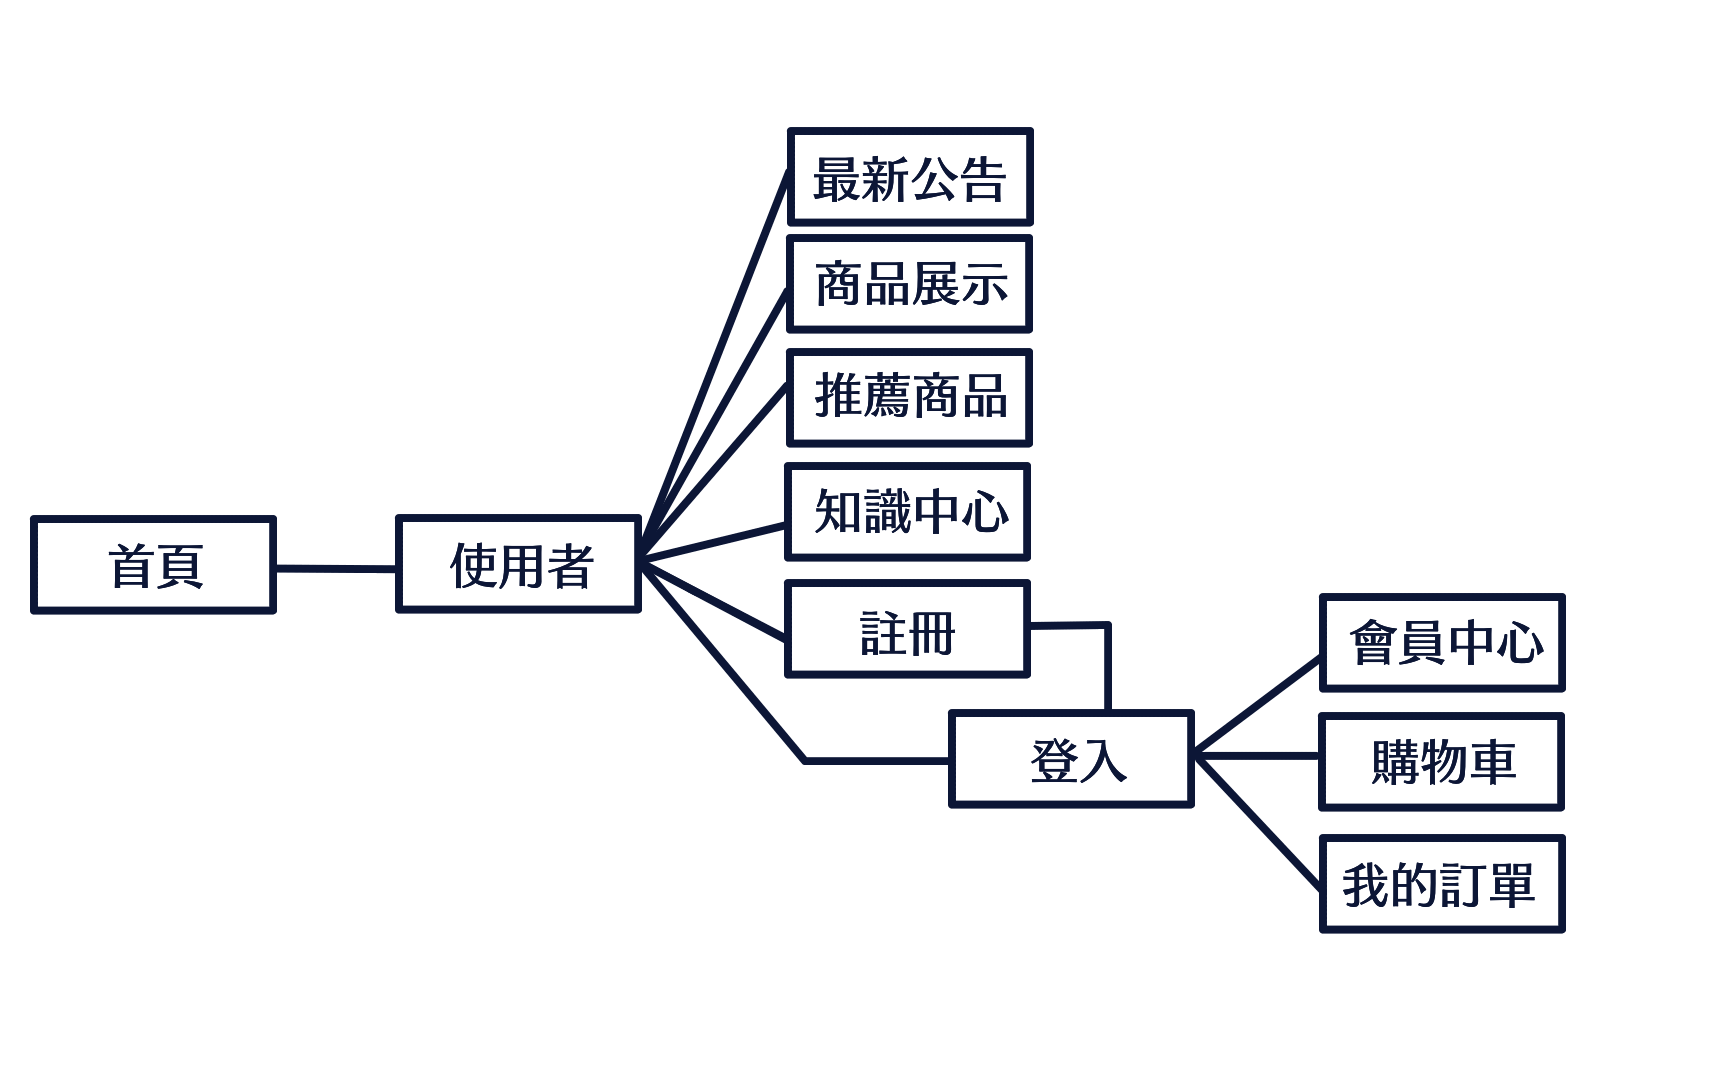 首頁
使用者
最新公告
商品展示
推薦商品
知識中心
註冊
登入
會員中心
購物車
我的訂單